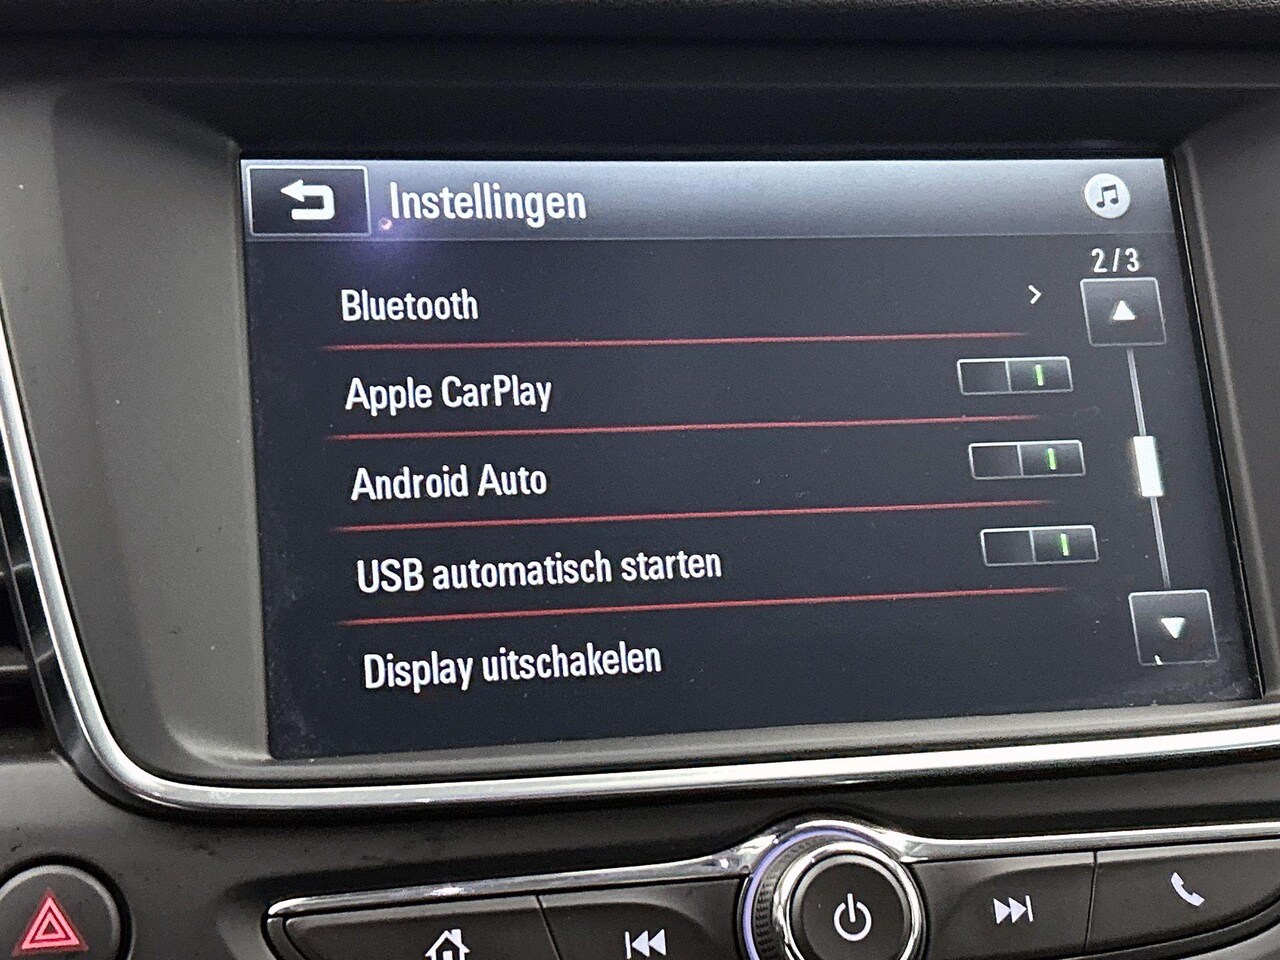 Instellingen
2/3
Bluetooth
Apple CarPlay
Android Auto
USB automatisch starten
Display uitschakelen